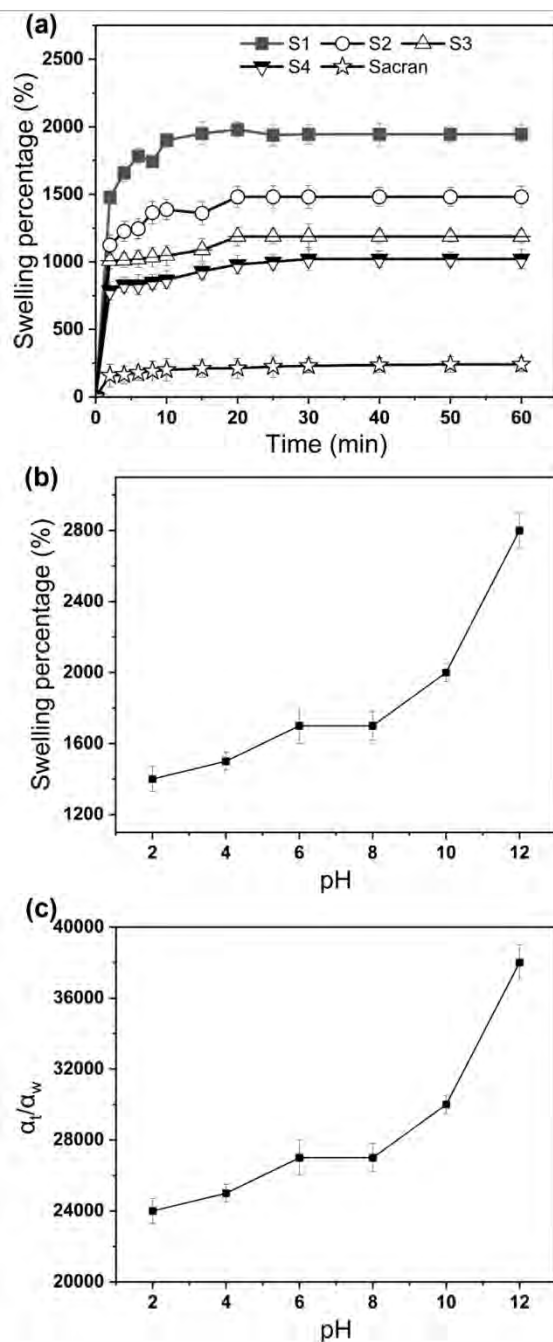 (a)
S1 S2 S3
S4 Sacran
2500
2000
1500
1000
500
0
Swelling percentage (%)
0 10 20 30 40 50 60
Time (min)
(b)
2800
2400
2000
1600
1200
Swelling percentage (%)
2 4 6 8 10 12
pH
(c)
40000
36000
32000
28000
24000
20000
αt/αw
2 4 6 8 10 12
pH